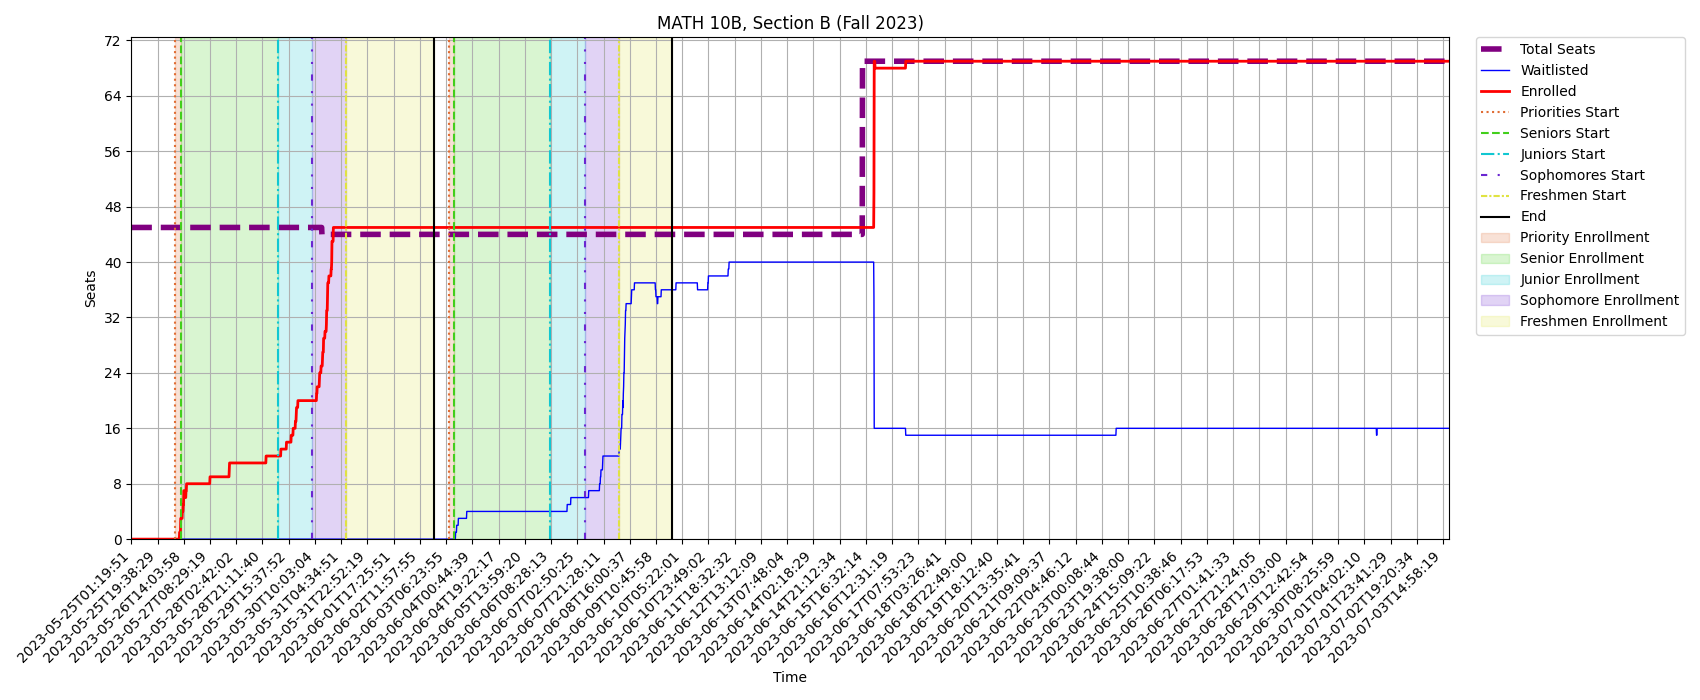 MATH 10B, Section B (Fall 2023)
72
64
56
48
40
32
24
16
8
0
Seats
Total Seats
Waitlisted
Enrolled
Priorities Start
Seniors Start
Juniors Start
Sophomores Start
Freshmen Start
End
Priority Enrollment
Senior Enrollment
Junior Enrollment
Sophomore Enrollment
Freshmen Enrollment
2023-05-25T01:19:51
2023-05-25T19:38:29
2023-05-26T14:03:58
2023-05-27T08:29:19
2023-05-28T02:42:02
2023-05-28T21:11:40
2023-05-29T15:37:52
2023-05-30T10:03:04
2023-05-31T04:34:51
2023-05-31T22:52:19
2023-06-01T17:25:51
2023-06-02T11:57:55
2023-06-03T06:23:55
2023-06-04T00:44:39
2023-06-04T19:22:17
2023-06-05T13:59:20
2023-06-06T08:28:13
2023-06-07T02:50:25
2023-06-07T21:28:11
2023-06-08T16:00:37
2023-06-09T10:45:58
2023-06-10T05:22:01
2023-06-10T23:49:02
2023-06-11T18:32:32
2023-06-12T13:12:09
2023-06-13T07:48:04
2023-06-14T02:18:29
2023-06-14T21:12:34
2023-06-15T16:32:14
2023-06-16T12:31:19
2023-06-17T07:53:23
2023-06-18T03:26:41
2023-06-18T22:49:00
2023-06-19T18:12:40
2023-06-20T13:35:41
2023-06-21T09:09:37
2023-06-22T04:46:12
2023-06-23T00:08:44
2023-06-23T19:38:00
2023-06-24T15:09:22
2023-06-25T10:38:46
2023-06-26T06:17:53
2023-06-27T01:41:33
2023-06-27T21:24:05
2023-06-28T17:03:00
2023-06-29T12:42:54
2023-06-30T08:25:59
2023-07-01T04:02:10
2023-07-01T23:41:29
2023-07-02T19:20:34
2023-07-03T14:58:19
Time